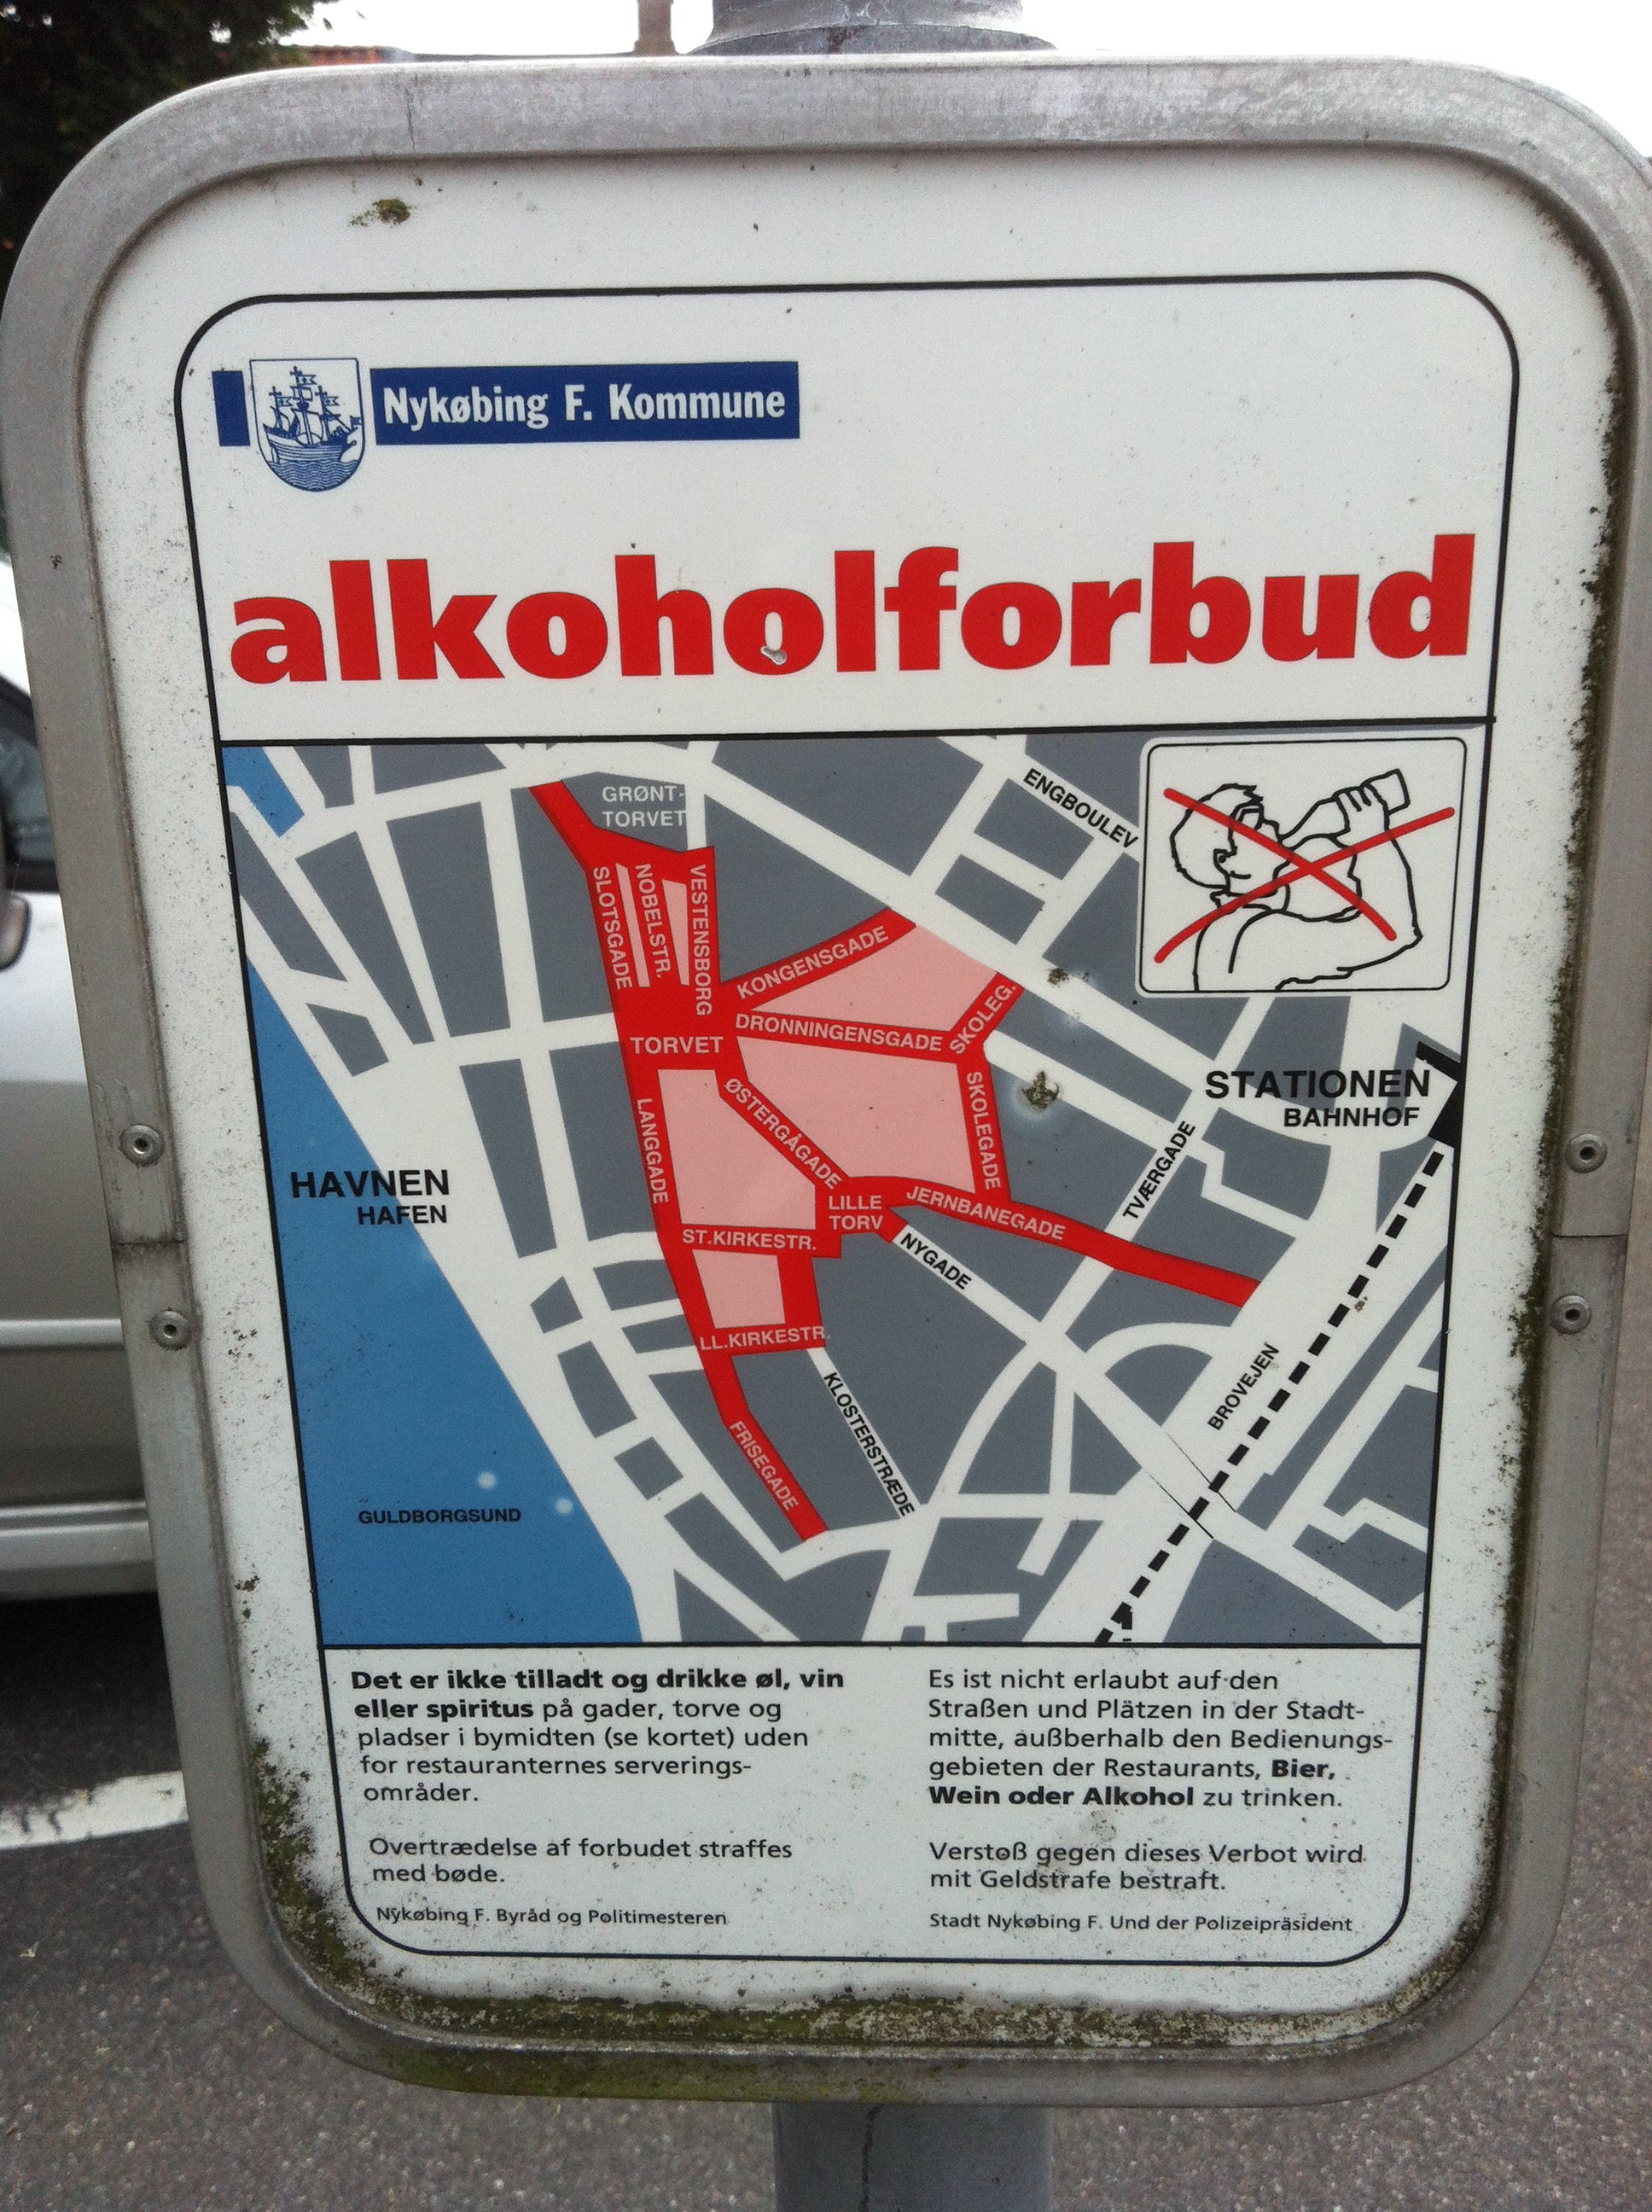 Nykøbing F. Kommune
alkoholforbud
GRØNT-
TORVET
ENGBOULEV
SLOTSGADE
NOBELSTR.
VESTENSBORG
KONGENSGADE
DRONNINGENSGADE
SKOLEG.
TORVET
STATIONEN
BAHNHOF
ØSTERGÅGADE
SKOLEGADE
LANGGADE
TVÆRGADE
HAVNEN
HAFEN
LILLE
TORV
JERNBANEGADE
ST.KIRKESTR.
NYGADE
LL.KIRKESTR.
KLOSTERSTRÆDE
BROVEJEN
FRISEGADE
GULDBORGSUND
Det er ikke tilladt og drikke øl, vin
eller spiritus på gader, torve og
pladser i bymidten (se kortet) uden
for restauranternes serverings-
områder.
Overtrædelse af forbudet straffes
med bøde.
Nykøbing F. Byråd og Politimesteren
Es ist nicht erlaubt auf den
Straßen und Plätzen in der Stadt-
mitte, außberhalb den Bedienungs-
gebieten der Restaurants, Bier,
Wein oder Alkohol zu trinken.
Verstoß gegen dieses Verbot wird
mit Geldstrafe bestraft.
Stadt Nykøbing F. Und der Polizeipräsident